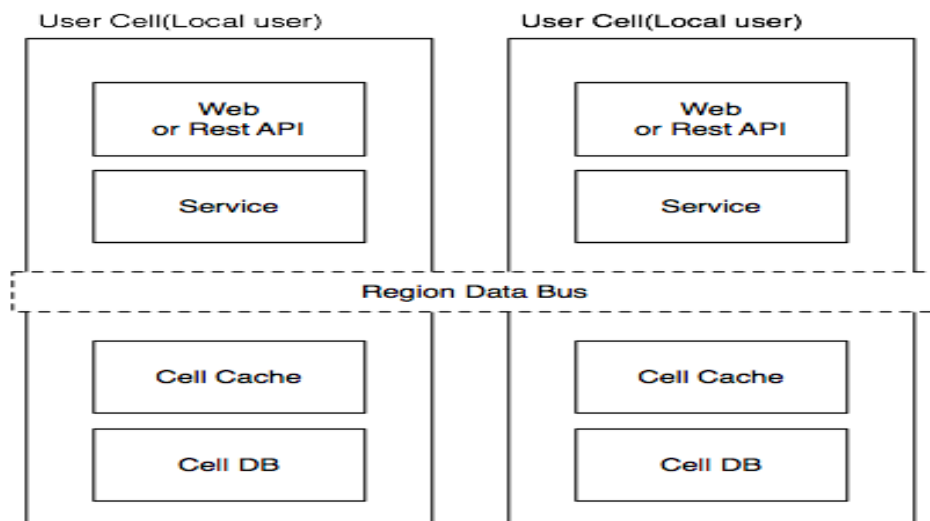 User Cell(Local user)
User Cell(Local user)
Web
or Rest API
Web
or Rest API
Service
Service
Region Data Bus
Cell Cache
Cell Cache
Cell DB
Cell DB